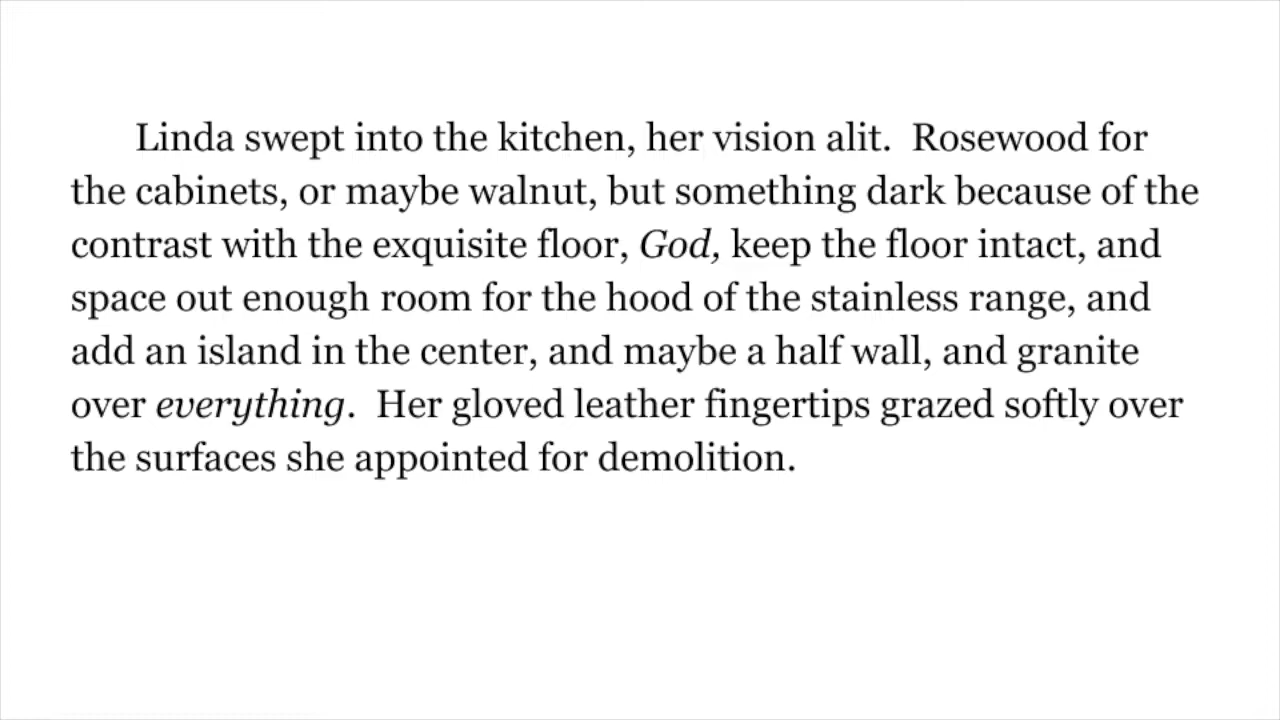 Linda swept into the kitchen, her vision alit.  Rosewood for
the cabinets, or maybe walnut, but something dark because of the
contrast with the exquisite floor, God, keep the floor intact, and
space out enough room for the hood of the stainless range, and
add an island in the center, and maybe a half wall, and granite
over everything.  Her gloved leather fingertips grazed softly over
the surfaces she appointed for demolition.